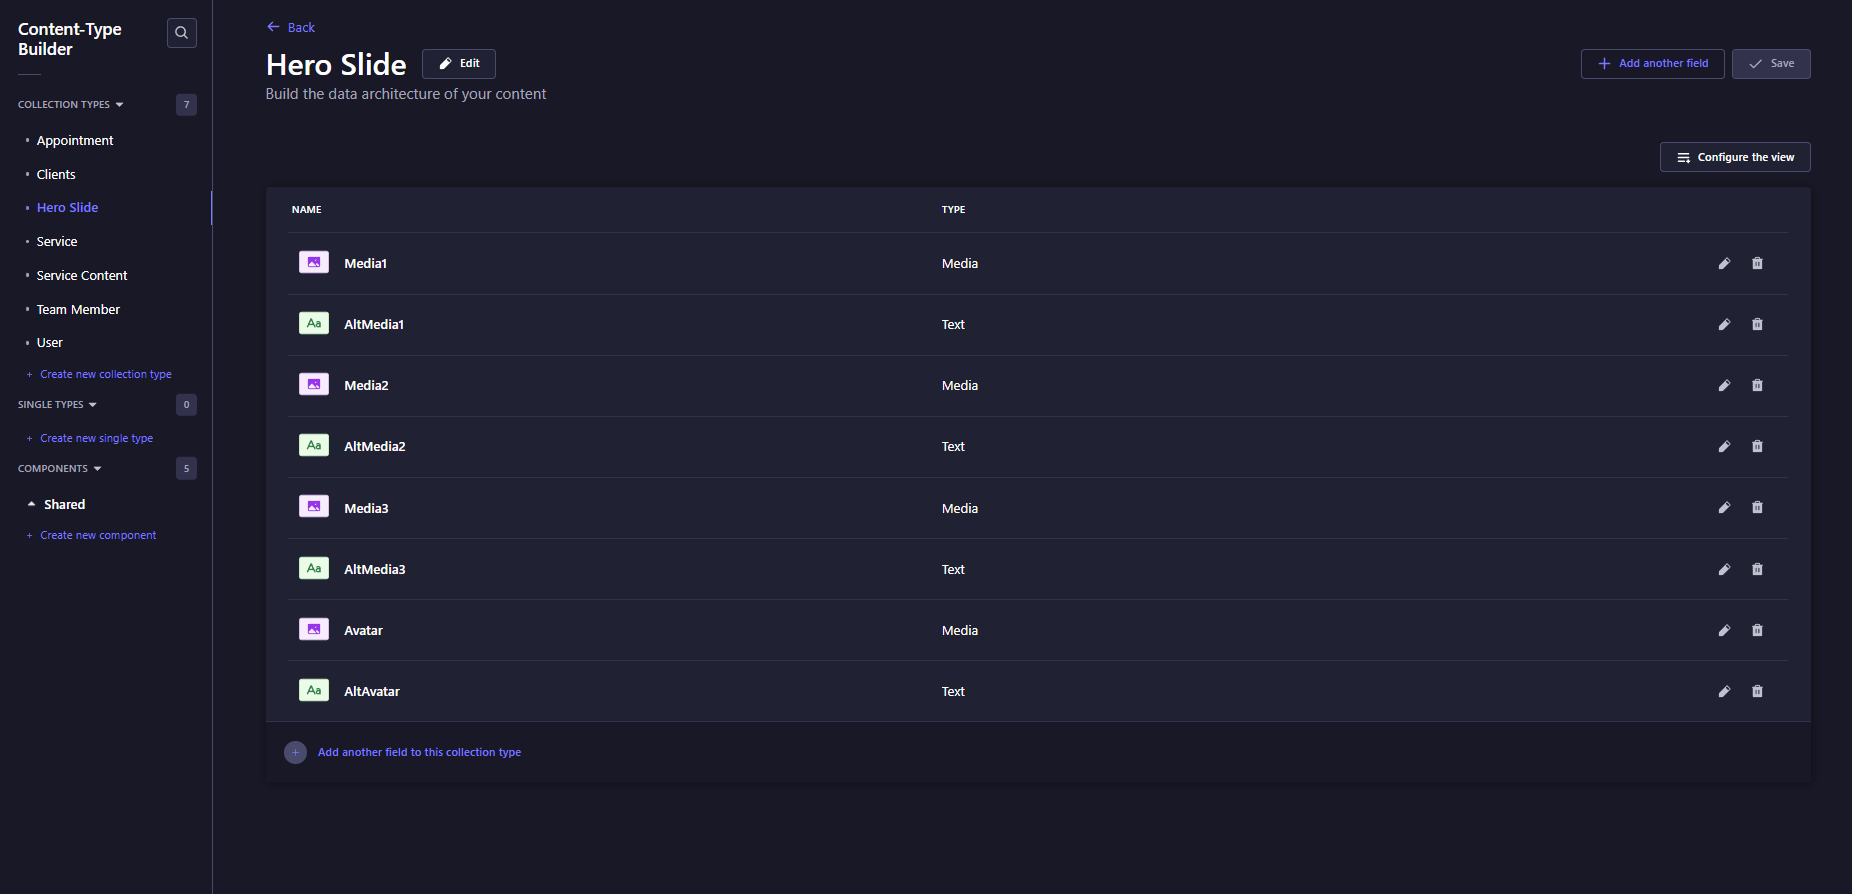 Content-Type
Builder
COLLECTION TYPES
7
Appointment
Clients
Hero Slide
Service
Service Content
Team Member
User
+ Create new collection type
SINGLE TYPES
0
+ Create new single type
COMPONENTS
5
Shared
+ Create new component
Back
Hero Slide
Edit
Build the data architecture of your content
Add another field
Save
Configure the view
NAME TYPE
Media1 Media
Aa AltMedia1 Text
Media2 Media
Aa AltMedia2 Text
Media3 Media
Aa AltMedia3 Text
Avatar Media
Aa AltAvatar Text
+ Add another field to this collection type